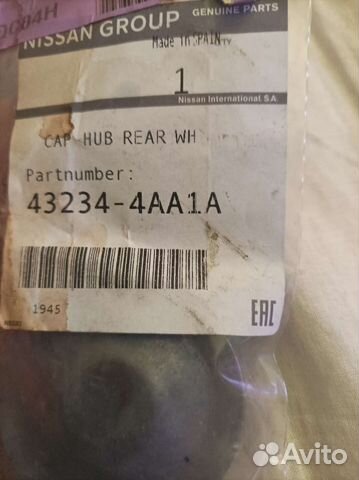 DC84H
NISSAN GROUP
GENUINE PARTS
Made in SPAIN
1
Nissan International S.A.
CAP-HUB REAR WH
Partnumber:
43234-4AA1A
1945
EAC
Avito